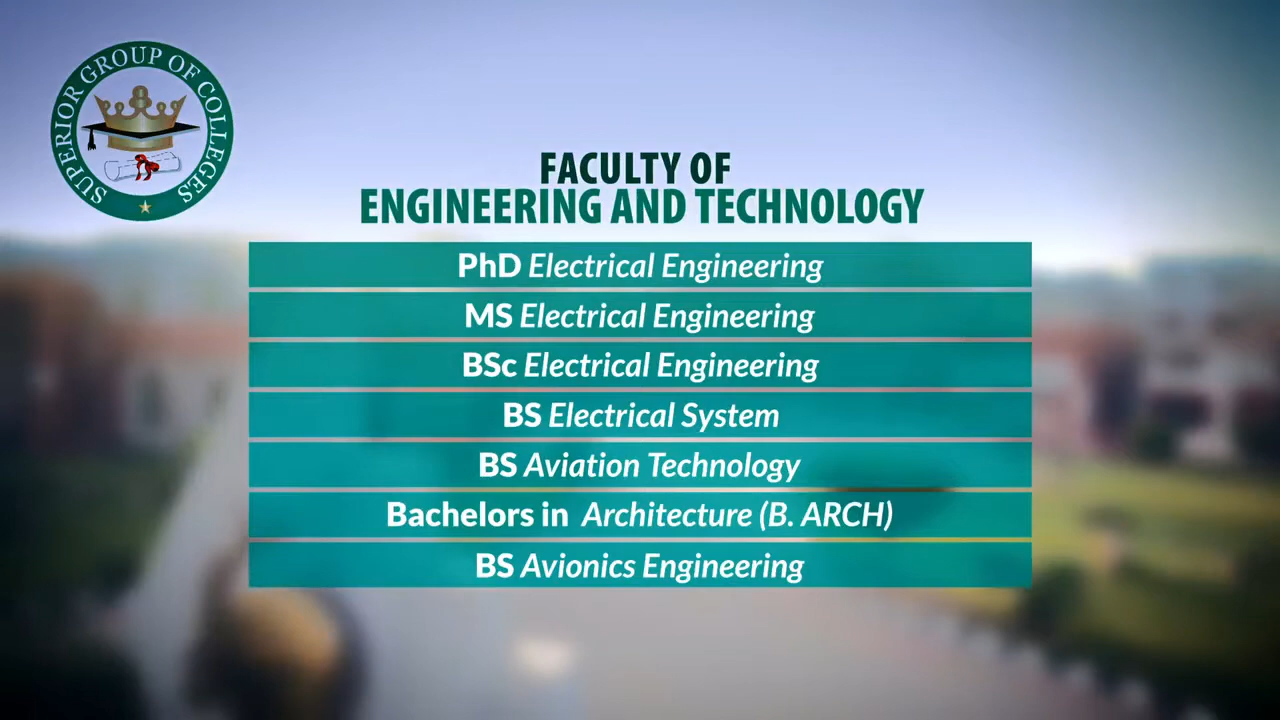 SUPERIOR GROUP OF COLLEGES
FACULTY OF
ENGINEERING AND TECHNOLOGY
PhD Electrical Engineering
MS Electrical Engineering
BSc Electrical Engineering
BS Electrical System
BS Aviation Technology
Bachelors in Architecture (B. ARCH)
BS Avionics Engineering